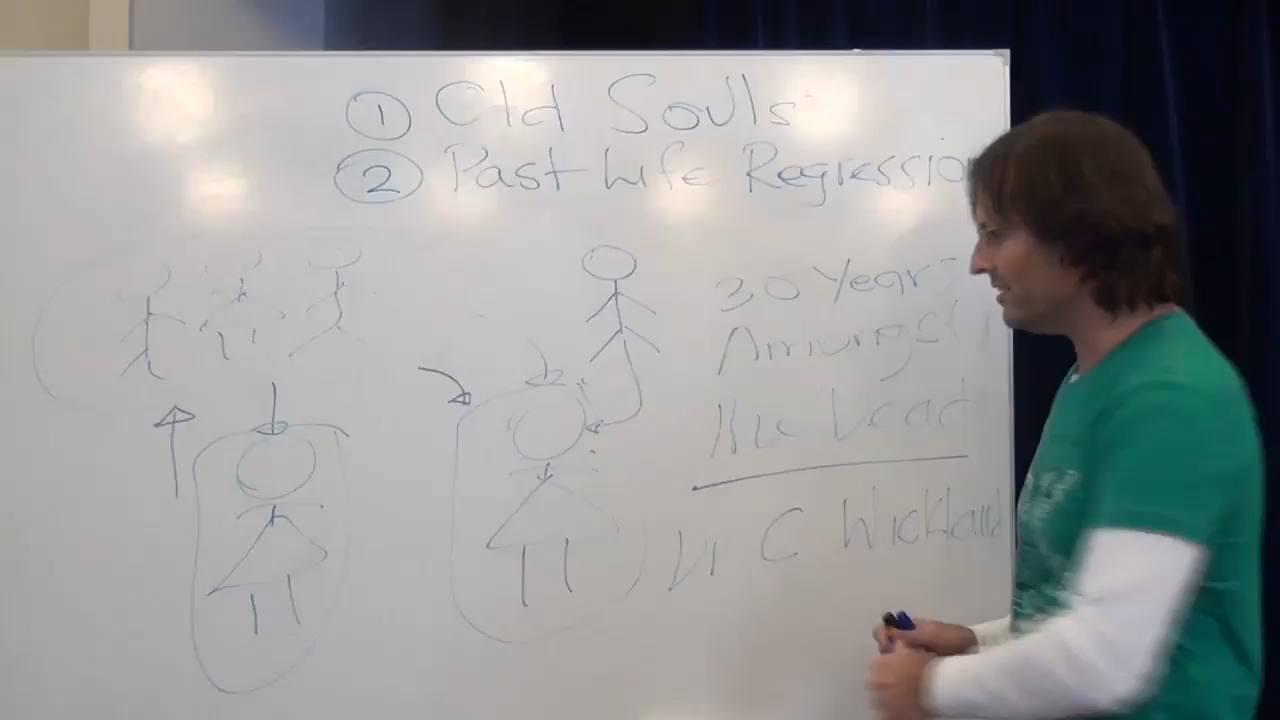 1 Old Souls
2 Past Life Regression
30 Years
Amongst
the Dead
Dr C Wickland